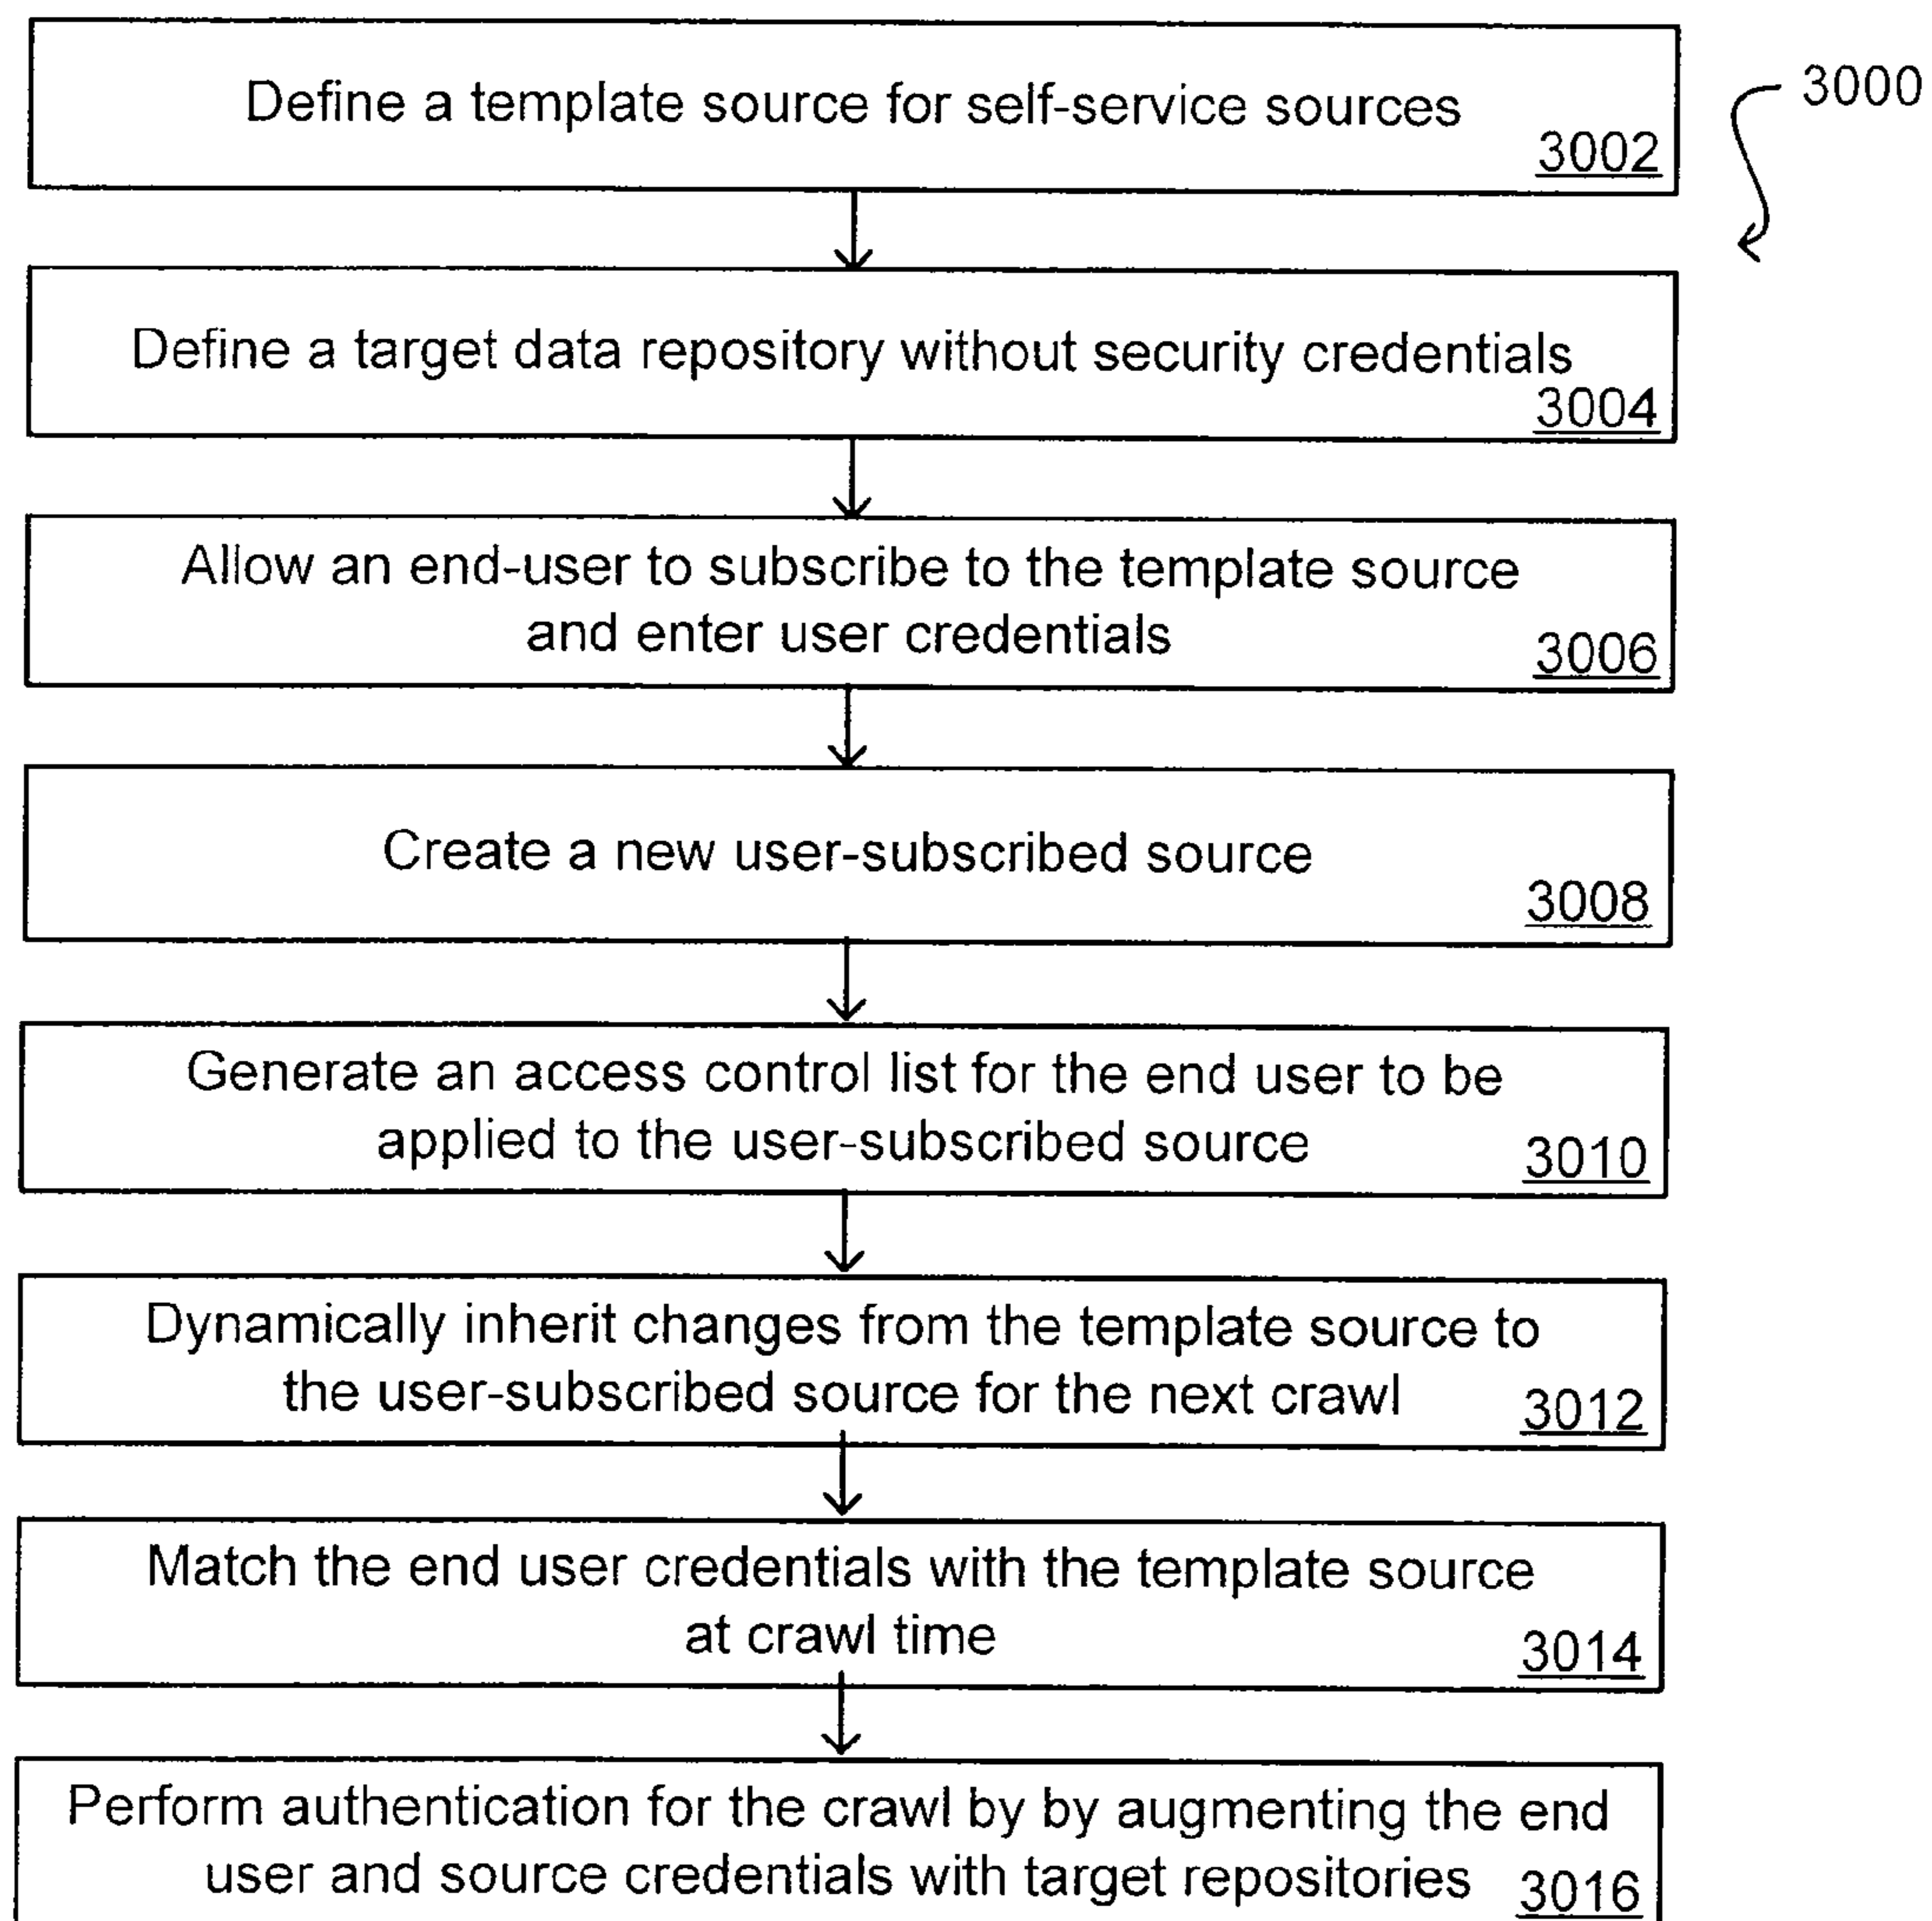 Define a template source for self-service sources
3002
3000
Define a target data repository without security credentials
3004
Allow an end-user to subscribe to the template source
and enter user credentials
3006
Create a new user-subscribed source
3008
Generate an access control list for the end user to be
applied to the user-subscribed source
3010
Dynamically inherit changes from the template source to
the user-subscribed source for the next crawl
3012
Match the end user credentials with the template source
at crawl time
3014
Perform authentication for the crawl by by augmenting the end
user and source credentials with target repositories
3016